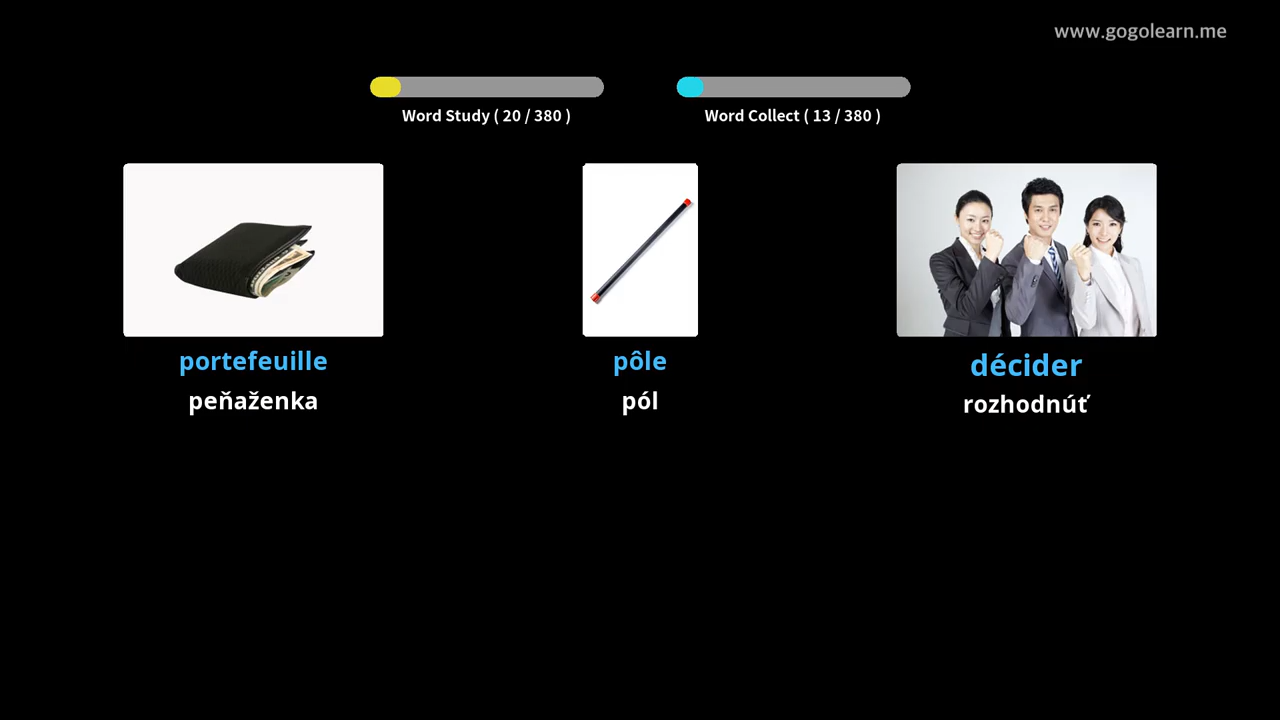 www.gogolearn.me
Word Study ( 20 / 380 )
Word Collect ( 13 / 380 )
portefeuille
peňaženka
pôle
pól
décider
rozhodnúť